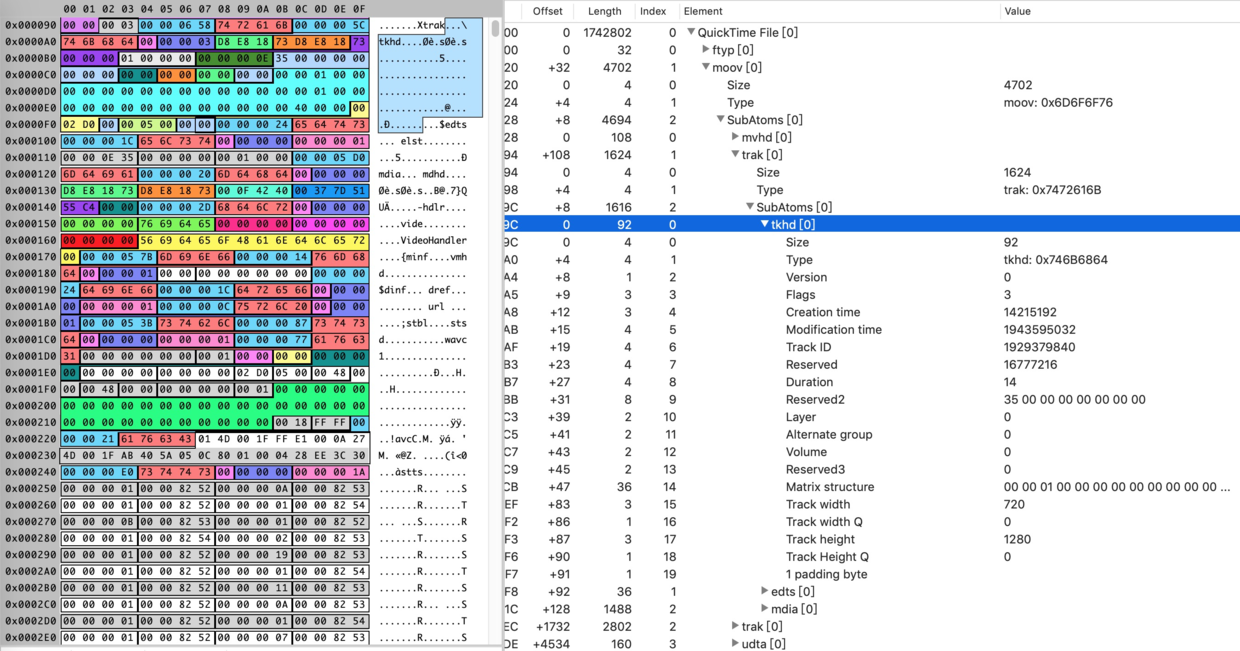 00 01 02 03 04 05 06 07 08 09 0A 0B 0C 0D 0E 0F
0x000090 00 00 00 03 00 00 06 58 74 72 61 6B 00 00 00 5C .......Xtrak...\
0x0000A0 74 6B 68 64 00 00 00 03 D8 E8 18 73 D8 E8 18 73 tkhd....Øè.sØè.s
0x0000B0 00 00 00 01 00 00 00 00 00 00 0E 35 00 00 00 00 ...........5....
0x0000C0 00 00 00 00 00 00 00 00 00 00 00 00 00 01 00 00 ................
0x0000D0 00 00 00 00 00 00 00 00 00 00 00 00 00 01 00 00 ................
0x0000E0 00 00 00 00 00 00 00 00 00 00 00 00 40 00 00 00 ............@...
0x0000F0 02 D0 00 00 05 00 00 00 00 00 00 24 65 64 74 73 .Ð.........$edts
0x000100 00 00 00 1C 65 6C 73 74 00 00 00 00 00 00 00 01 ... elst........
0x000110 00 00 0E 35 00 00 00 00 00 01 00 00 00 00 05 D0 ...5...........Ð
0x000120 6D 64 69 61 00 00 00 20 6D 64 68 64 00 00 00 00 mdia... mdhd....
0x000130 D8 E8 18 73 D8 E8 18 73 00 0F 42 40 00 37 7D 51 Øè.sØè.s..B@.7}Q
0x000140 55 C4 00 00 00 00 00 2D 68 64 6C 72 00 00 00 00 UÄ.....-hdlr....
0x000150 00 00 00 00 76 69 64 65 00 00 00 00 00 00 00 00 ....vide........
0x000160 00 00 00 00 56 69 64 65 6F 48 61 6E 64 6C 65 72 ....VideoHandler
0x000170 00 00 00 05 7B 6D 69 6E 66 00 00 00 14 76 6D 68 ....{minf....vmh
0x000180 64 00 00 00 01 00 00 00 00 00 00 00 00 00 00 00 d...............
0x000190 24 64 69 6E 66 00 00 00 1C 64 72 65 66 00 00 00 $dinf... dref...
0x0001A0 00 00 00 00 01 00 00 00 0C 75 72 6C 20 00 00 00 ........ url ...
0x0001B0 01 00 00 05 3B 73 74 62 6C 00 00 00 87 73 74 73 ....;stbl....sts
0x0001C0 64 00 00 00 00 00 00 00 01 00 00 00 77 61 76 63 d...........wavc
0x0001D0 31 00 00 00 00 00 00 00 01 00 00 00 00 00 00 00 1...............
0x0001E0 00 00 00 00 00 00 00 00 00 02 D0 05 00 00 48 00 ..........Ð...H.
0x0001F0 00 00 48 00 00 00 00 00 00 00 01 00 00 00 00 00 ..H.............
0x000200 00 00 00 00 00 00 00 00 00 00 00 00 00 00 00 00 ................
0x000210 00 00 00 00 00 00 00 00 00 00 00 00 18 FF FF 00 .............ÿÿ.
0x000220 00 00 21 61 76 63 43 01 4D 00 1F FF E1 00 0A 27 ..!avcC.M..ÿá. '
0x000230 4D 00 1F AB 40 5A 05 0C 80 01 00 04 28 EE 3C 30 M..«@Z. ....(î<0
0x000240 00 00 00 E0 73 74 74 73 00 00 00 00 00 00 00 1A ...àstts........
0x000250 00 00 00 01 00 00 82 52 00 00 00 0A 00 00 82 53 .......R... ...S
0x000260 00 00 00 01 00 00 82 52 00 00 00 01 00 00 82 54 .......R.......T
0x000270 00 00 00 0B 00 00 82 53 00 00 00 01 00 00 82 52 ... ...S.......R
0x000280 00 00 00 01 00 00 82 54 00 00 00 02 00 00 82 53 .......T.......S
0x000290 00 00 00 01 00 00 82 52 00 00 00 19 00 00 82 53 .......R.......S
0x0002A0 00 00 00 01 00 00 82 52 00 00 00 01 00 00 82 54 .......R.......T
0x0002B0 00 00 00 01 00 00 82 52 00 00 00 11 00 00 82 53 .......R.......S
0x0002C0 00 00 00 01 00 00 82 52 00 00 00 0A 00 00 82 53 .......R... ...S
0x0002D0 00 00 00 01 00 00 82 52 00 00 00 01 00 00 82 54 .......R.......T
0x0002E0 00 00 00 01 00 00 82 52 00 00 00 07 00 00 82 53 .......R.......S
Offset Length Index Element Value
00 0 1742802 0 QuickTime File [0]
00 0 32 0 ftyp [0]
20 +32 4702 1 moov [0]
20 0 4 0 Size 4702
24 +4 4 1 Type moov: 0x6D6F6F76
28 +8 4694 2 SubAtoms [0]
28 0 108 0 mvhd [0]
94 +108 1624 1 trak [0]
94 0 4 0 Size 1624
98 +4 4 1 Type trak: 0x7472616B
9C +8 1616 2 SubAtoms [0]
9C 0 92 0 tkhd [0]
9C 0 4 0 Size 92
A0 +4 4 1 Type tkhd: 0x746B6864
A4 +8 1 2 Version 0
A5 +9 3 3 Flags 3
A8 +12 3 4 Creation time 14215192
AB +15 4 5 Modification time 1943595032
AF +19 4 6 Track ID 1929379840
B3 +23 4 7 Reserved 16777216
B7 +27 4 8 Duration 14
BB +31 8 9 Reserved2 35 00 00 00 00 00 00 00
C3 +39 2 10 Layer 0
C5 +41 2 11 Alternate group 0
C7 +43 2 12 Volume 0
C9 +45 2 13 Reserved3 0
CB +47 36 14 Matrix structure 00 00 01 00 00 00 00 00 00 00 00 00 ...
EF +83 3 15 Track width 720
F2 +86 1 16 Track width Q 0
F3 +87 3 17 Track height 1280
F6 +90 1 18 Track Height Q 0
F7 +91 1 19 1 padding byte
F8 +92 36 1 edts [0]
1C +128 1488 2 mdia [0]
EC +1732 2802 2 trak [0]
DE +4534 160 3 udta [0]